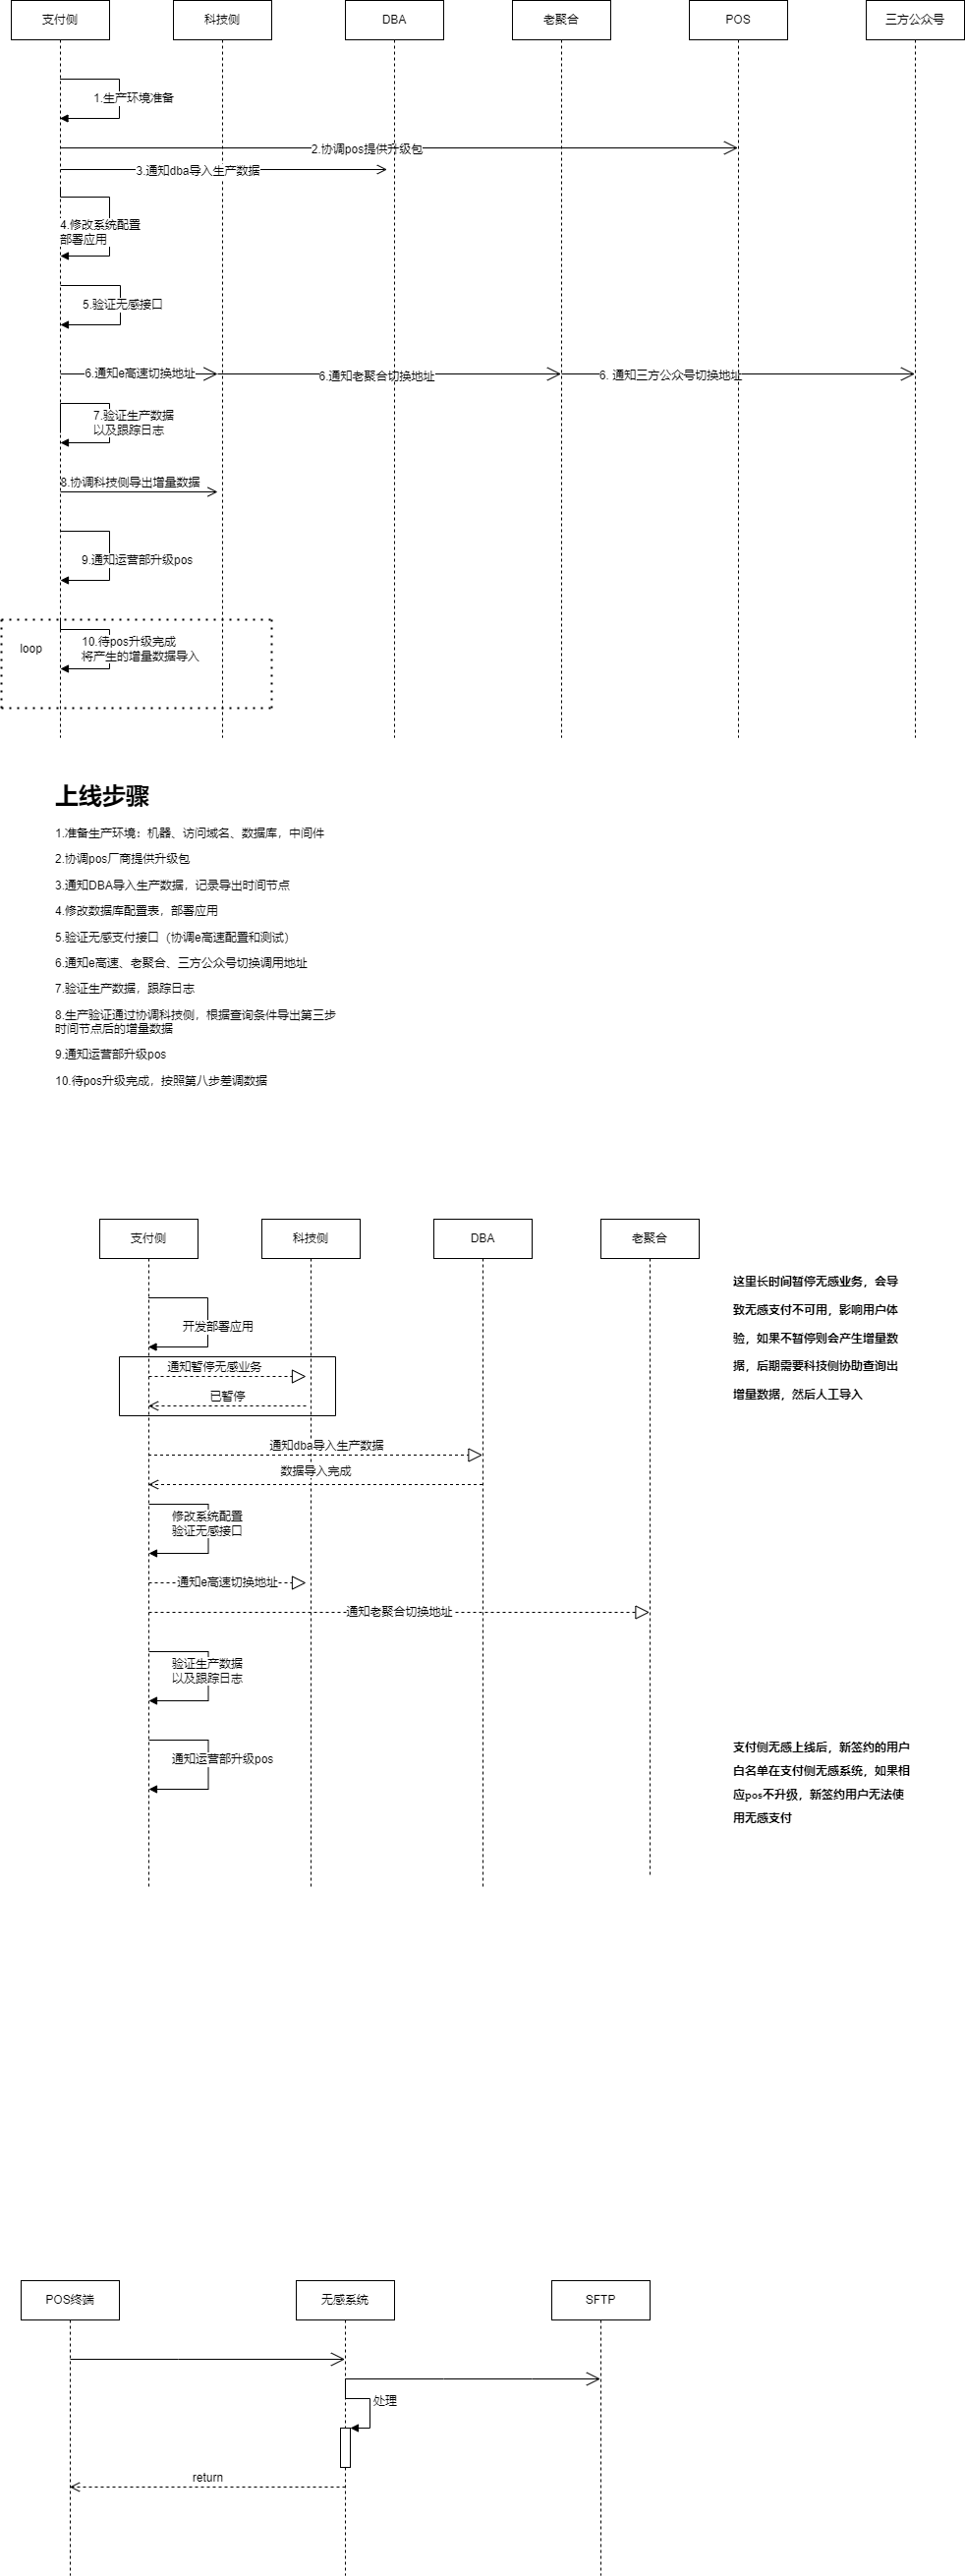 支付侧
科技侧
DBA
老聚合
POS
三方公众号
1.生产环境准备
2.协调pos提供升级包
3.通知dba导入生产数据
4.修改系统配置
部署应用
5.验证无感接口
6.通知e高速切换地址
6.通知老聚合切换地址
6. 通知三方公众号切换地址
7.验证生产数据
以及跟踪日志
8.协调科技侧导出增量数据
9.通知运营部升级pos
loop
10.待pos升级完成
将产生的增量数据导入
上线步骤
1.准备生产环境：机器、访问域名、数据库，中间件
2.协调pos厂商提供升级包
3.通知DBA导入生产数据，记录导出时间节点
4.修改数据库配置表，部署应用
5.验证无感支付接口（协调e高速配置和测试）
6.通知e高速、老聚合、三方公众号切换调用地址
7.验证生产数据，跟踪日志
8.生产验证通过协调科技侧，根据查询条件导出第三步
时间节点后的增量数据
9.通知运营部升级pos
10.待pos升级完成，按照第八步差调数据
支付侧
科技侧
DBA
老聚合
开发部署应用
通知暂停无感业务
已暂停
通知dba导入生产数据
数据导入完成
修改系统配置
验证无感接口
通知e高速切换地址
通知老聚合切换地址
验证生产数据
以及跟踪日志
通知运营部升级pos
这里长时间暂停无感业务，会导
致无感支付不可用，影响用户体
验，如果不暂停则会产生增量数
据，后期需要科技侧协助查询出
增量数据，然后人工导入
支付侧无感上线后，新签约的用户
白名单在支付侧无感系统，如果相
应pos不升级，新签约用户无法使
用无感支付
POS终端
无感系统
SFTP
处理
return